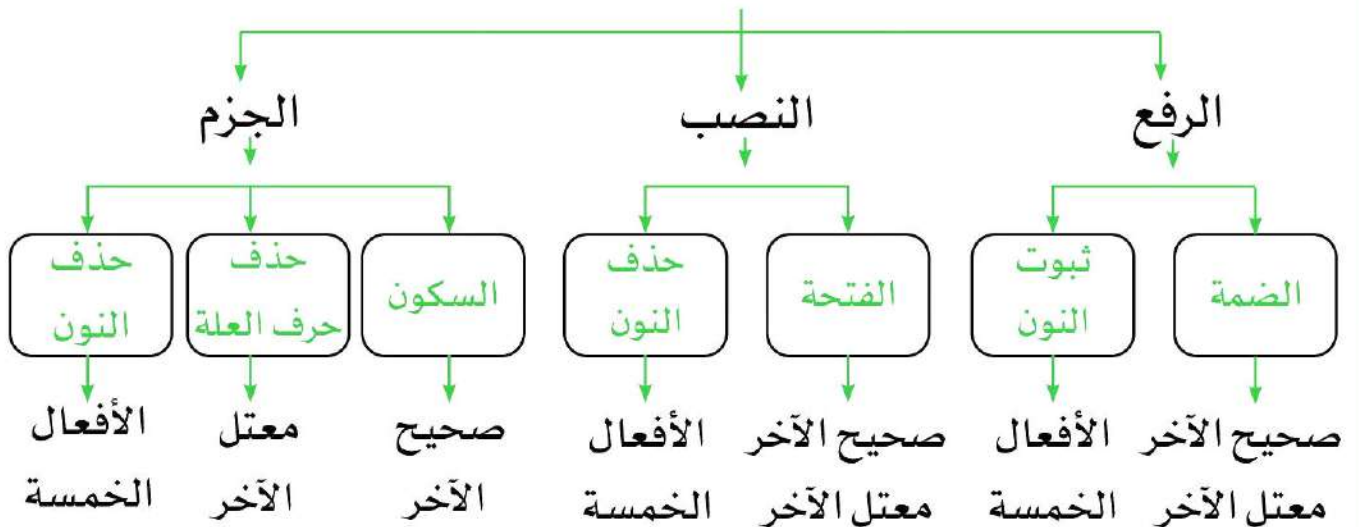 الرفع
النصب
الجزم
الضمة
ثبوت
النون
الفتحة
حذف
النون
السكون
حذف
حرف العلة
حذف
النون
صحيح الآخر
معتل الآخر
الأفعال
الخمسة
صحيح الآخر
معتل الآخر
الأفعال
الخمسة
صحيح
الآخر
معتل
الآخر
الأفعال
الخمسة